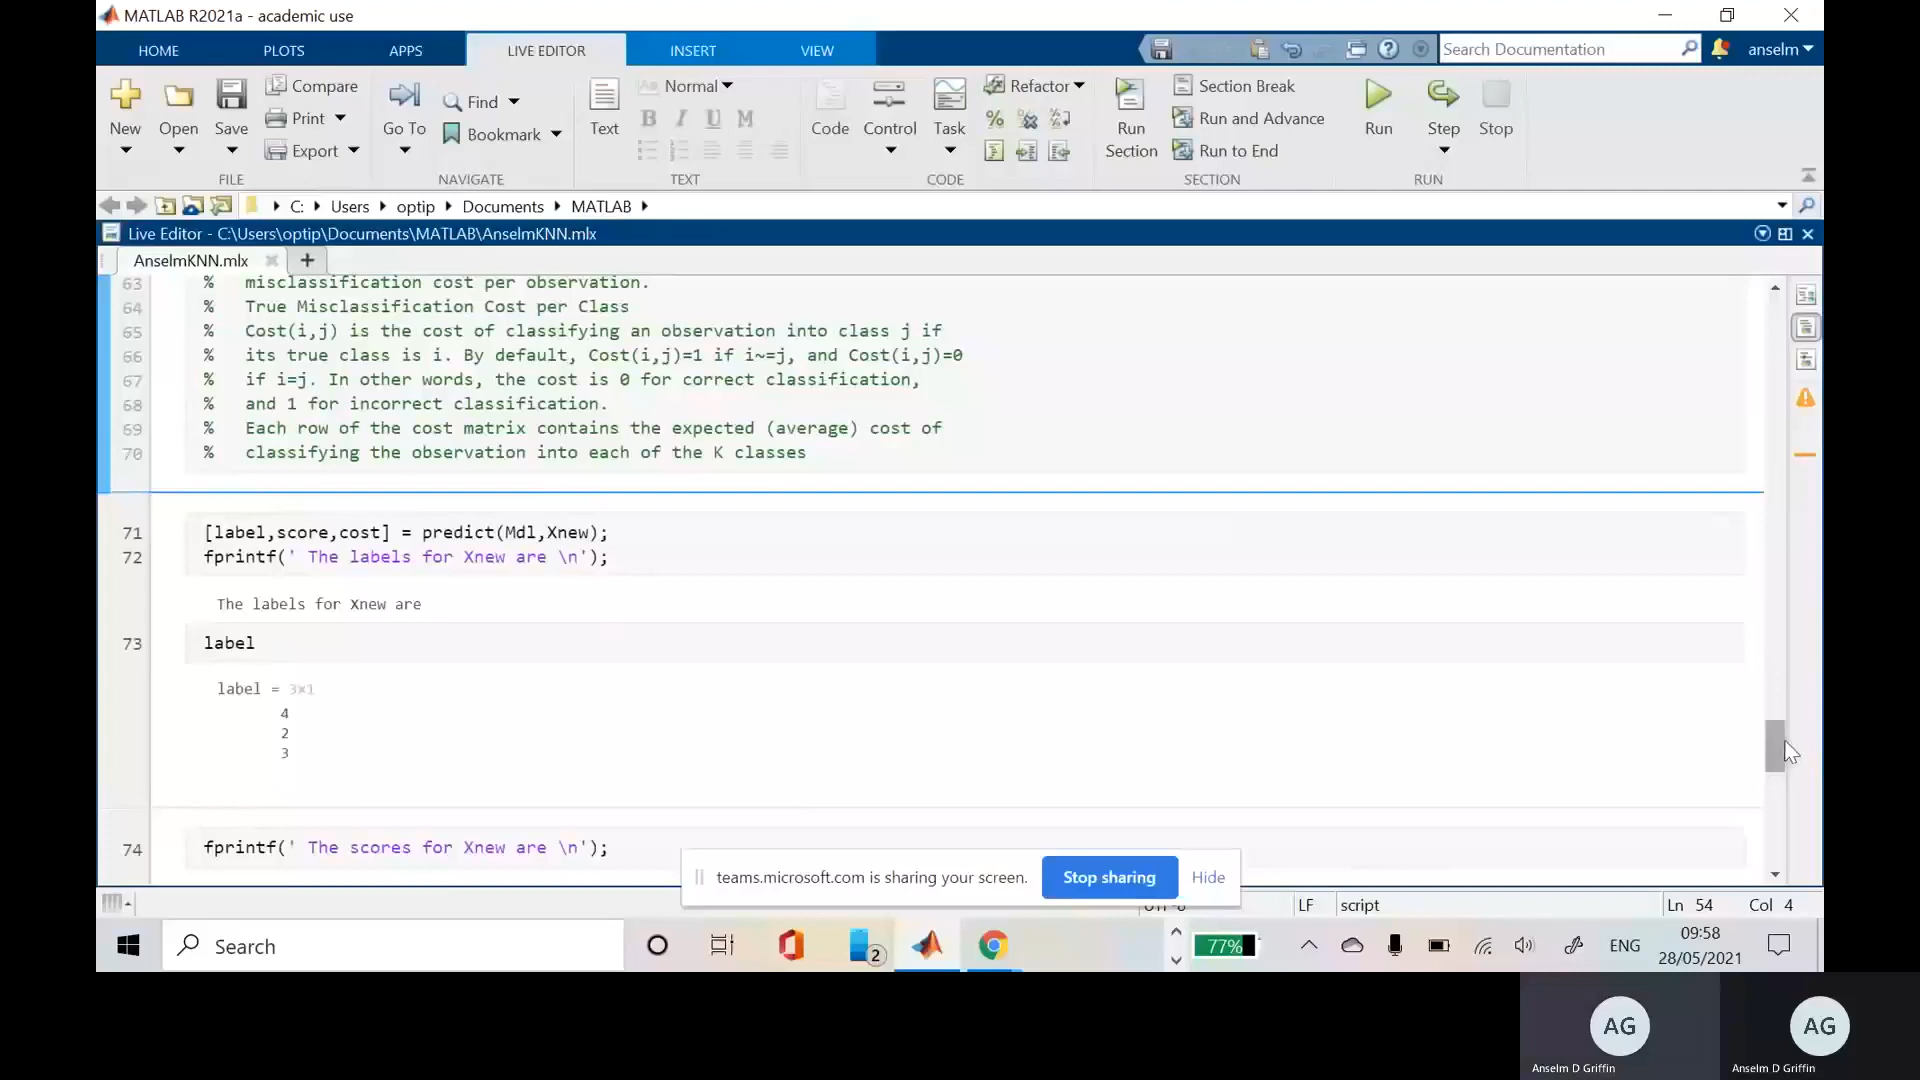 MATLAB R2021a - academic use
HOME PLOTS APPS LIVE EDITOR INSERT VIEW
Search Documentation
anselm
New Open Save
Compare
Print
Export
FILE
Go To
Find
Bookmark
NAVIGATE
Text
Normal
B I U M
TEXT
Code Control Task
Refactor
CODE
Run Section
Section Break
Run and Advance
Run to End
SECTION
Run Step Stop
RUN
C: Users optip Documents MATLAB
Live Editor - C:\Users\optip\Documents\MATLAB\AnselmKNN.mlx
AnselmKNN.mlx
63 % misclassification cost per observation.
64 % True Misclassification Cost per Class
65 % Cost(i,j) is the cost of classifying an observation into class j if
66 % its true class is i. By default, Cost(i,j)=1 if i~=j, and Cost(i,j)=0
67 % if i=j. In other words, the cost is 0 for correct classification,
68 % and 1 for incorrect classification.
69 % Each row of the cost matrix contains the expected (average) cost of
70 % classifying the observation into each of the K classes
71 [label,score,cost] = predict(Mdl,Xnew);
72 fprintf(' The labels for Xnew are \n');
The labels for Xnew are
73 label
label = 3×1
4
2
3
74 fprintf(' The scores for Xnew are \n');
teams.microsoft.com is sharing your screen. Stop sharing Hide
LF script Ln 54 Col 4
Search
2
77%
ENG
09:58
28/05/2021
AG AG
Anselm D Griffin Anselm D Griffin